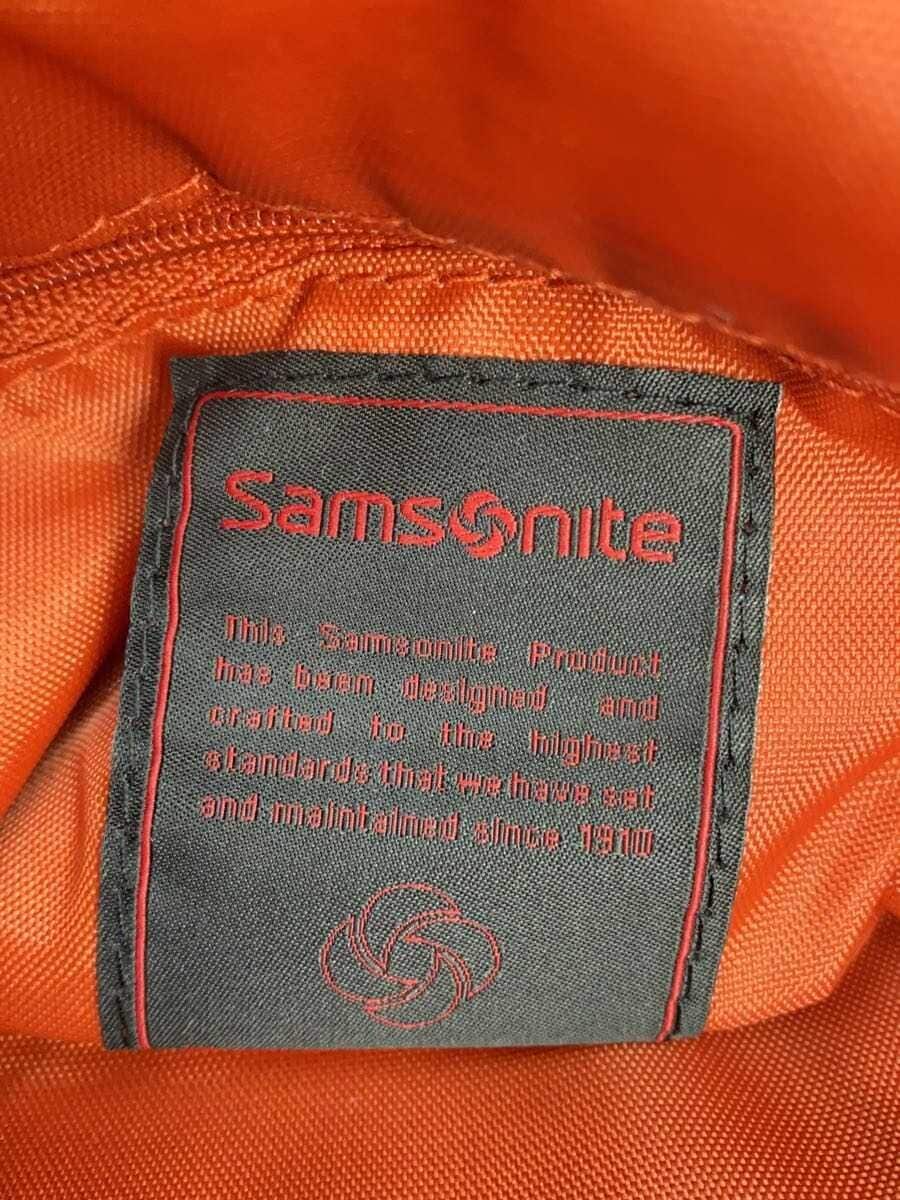 Samsonite
This Samsonite Product
has been designed and
crafted to the highest
standards that we have set
and maintained since 1910